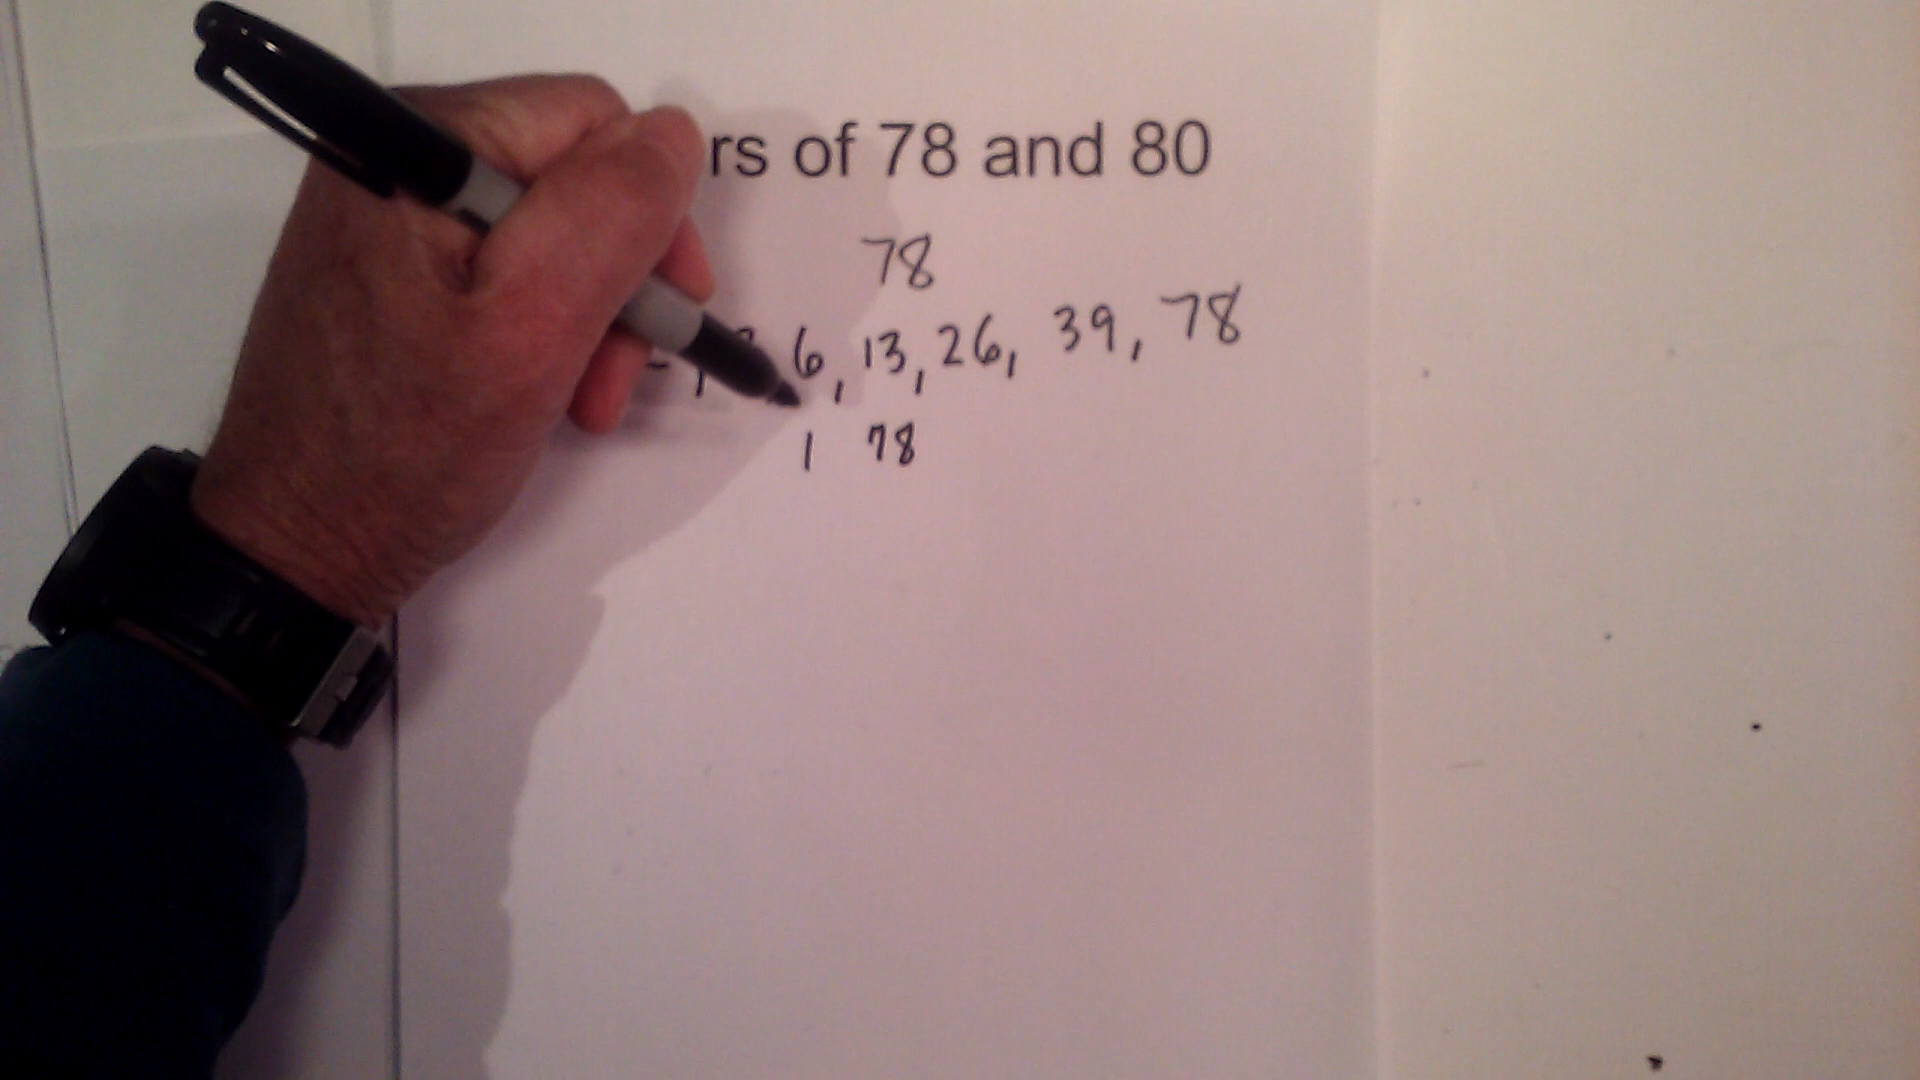 rs of 78 and 80
78
6, 13, 26, 39, 78
1 78